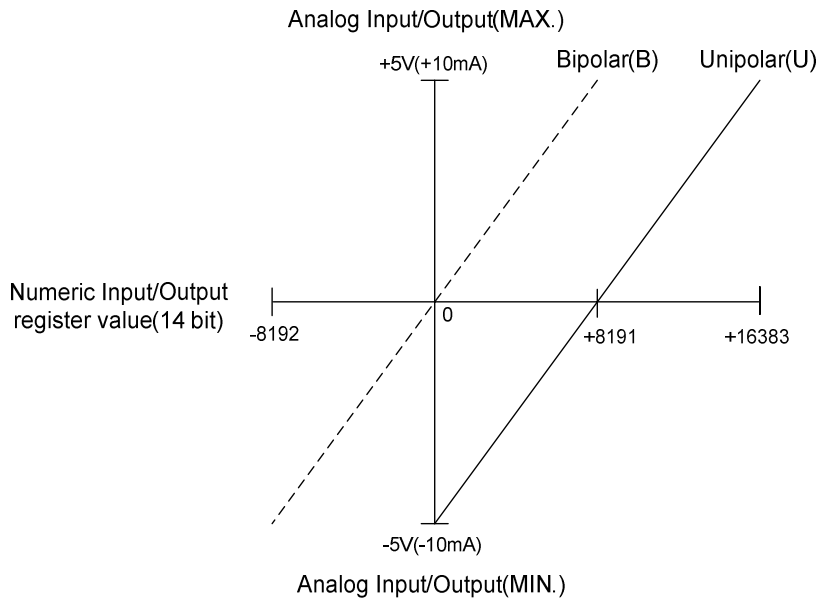 Analog Input/Output(MAX.)
+5V(+10mA)
Bipolar(B)
Unipolar(U)
Numeric Input/Output
register value(14 bit)
0
-8192
+8191
+16383
-5V(-10mA)
Analog Input/Output(MIN.)